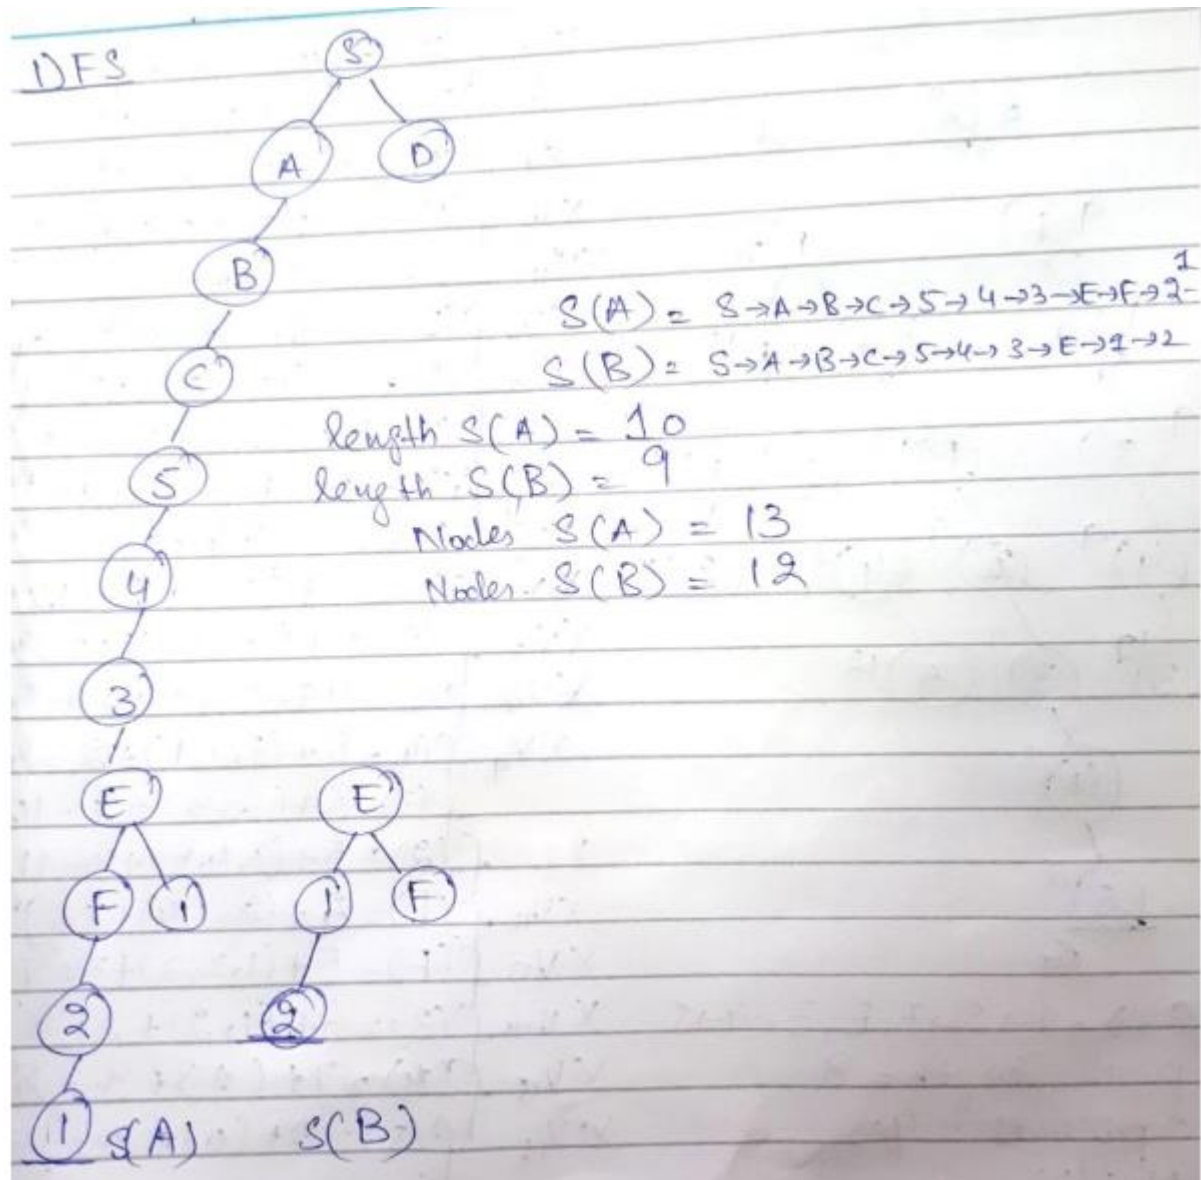 DFS
S
A D
B
S(A) = S→A→B→C→5→4→3→E→F→2→1
S(B) = S→A→B→C→5→4→3→E→1→2
C
length S(A) = 10
5
length S(B) = 9
Nodes S(A) = 13
4
Nodes S(B) = 12
3
E E
F 1 1 F
2 2
1 S(A) S(B)